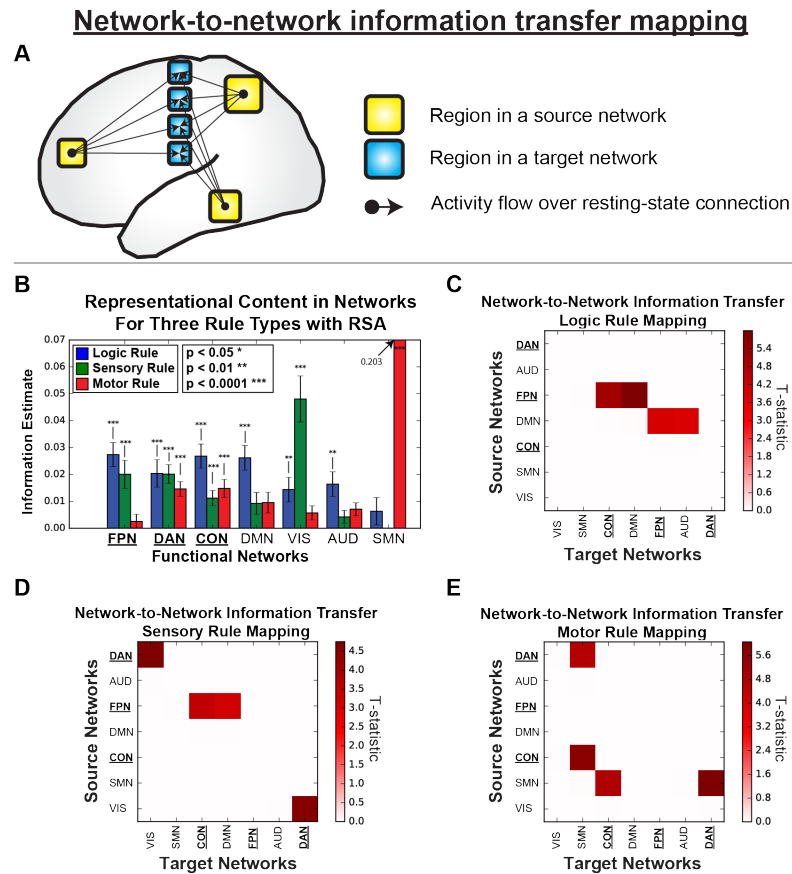 Network-to-network information transfer mapping
A
Region in a source network
Region in a target network
Activity flow over resting-state connection
B
Representational Content in Networks
For Three Rule Types with RSA
Information Estimate
0.07
0.06
0.05
0.04
0.03
0.02
0.01
0.00
Logic Rule
Sensory Rule
Motor Rule
p < 0.05 *
p < 0.01 **
p < 0.0001 ***
0.203
***
***
***
***
***
***
***
***
***
***
**
***
**
***
FPN DAN CON DMN VIS AUD SMN
Functional Networks
C
Network-to-Network Information Transfer
Logic Rule Mapping
Source Networks
DAN
AUD
FPN
DMN
CON
SMN
VIS
VIS SMN CON DMN FPN AUD DAN
Target Networks
5.4
4.8
4.2
3.6
3.0
2.4
1.8
1.2
0.6
0.0
T-statistic
D
Network-to-Network Information Transfer
Sensory Rule Mapping
Source Networks
DAN
AUD
FPN
DMN
CON
SMN
VIS
VIS SMN CON DMN FPN AUD DAN
Target Networks
4.5
4.0
3.5
3.0
2.5
2.0
1.5
1.0
0.5
0.0
T-statistic
E
Network-to-Network Information Transfer
Motor Rule Mapping
Source Networks
DAN
AUD
FPN
DMN
CON
SMN
VIS
VIS SMN CON DMN FPN AUD DAN
Target Networks
5.6
4.8
4.0
3.2
2.4
1.6
0.8
0.0
T-statistic